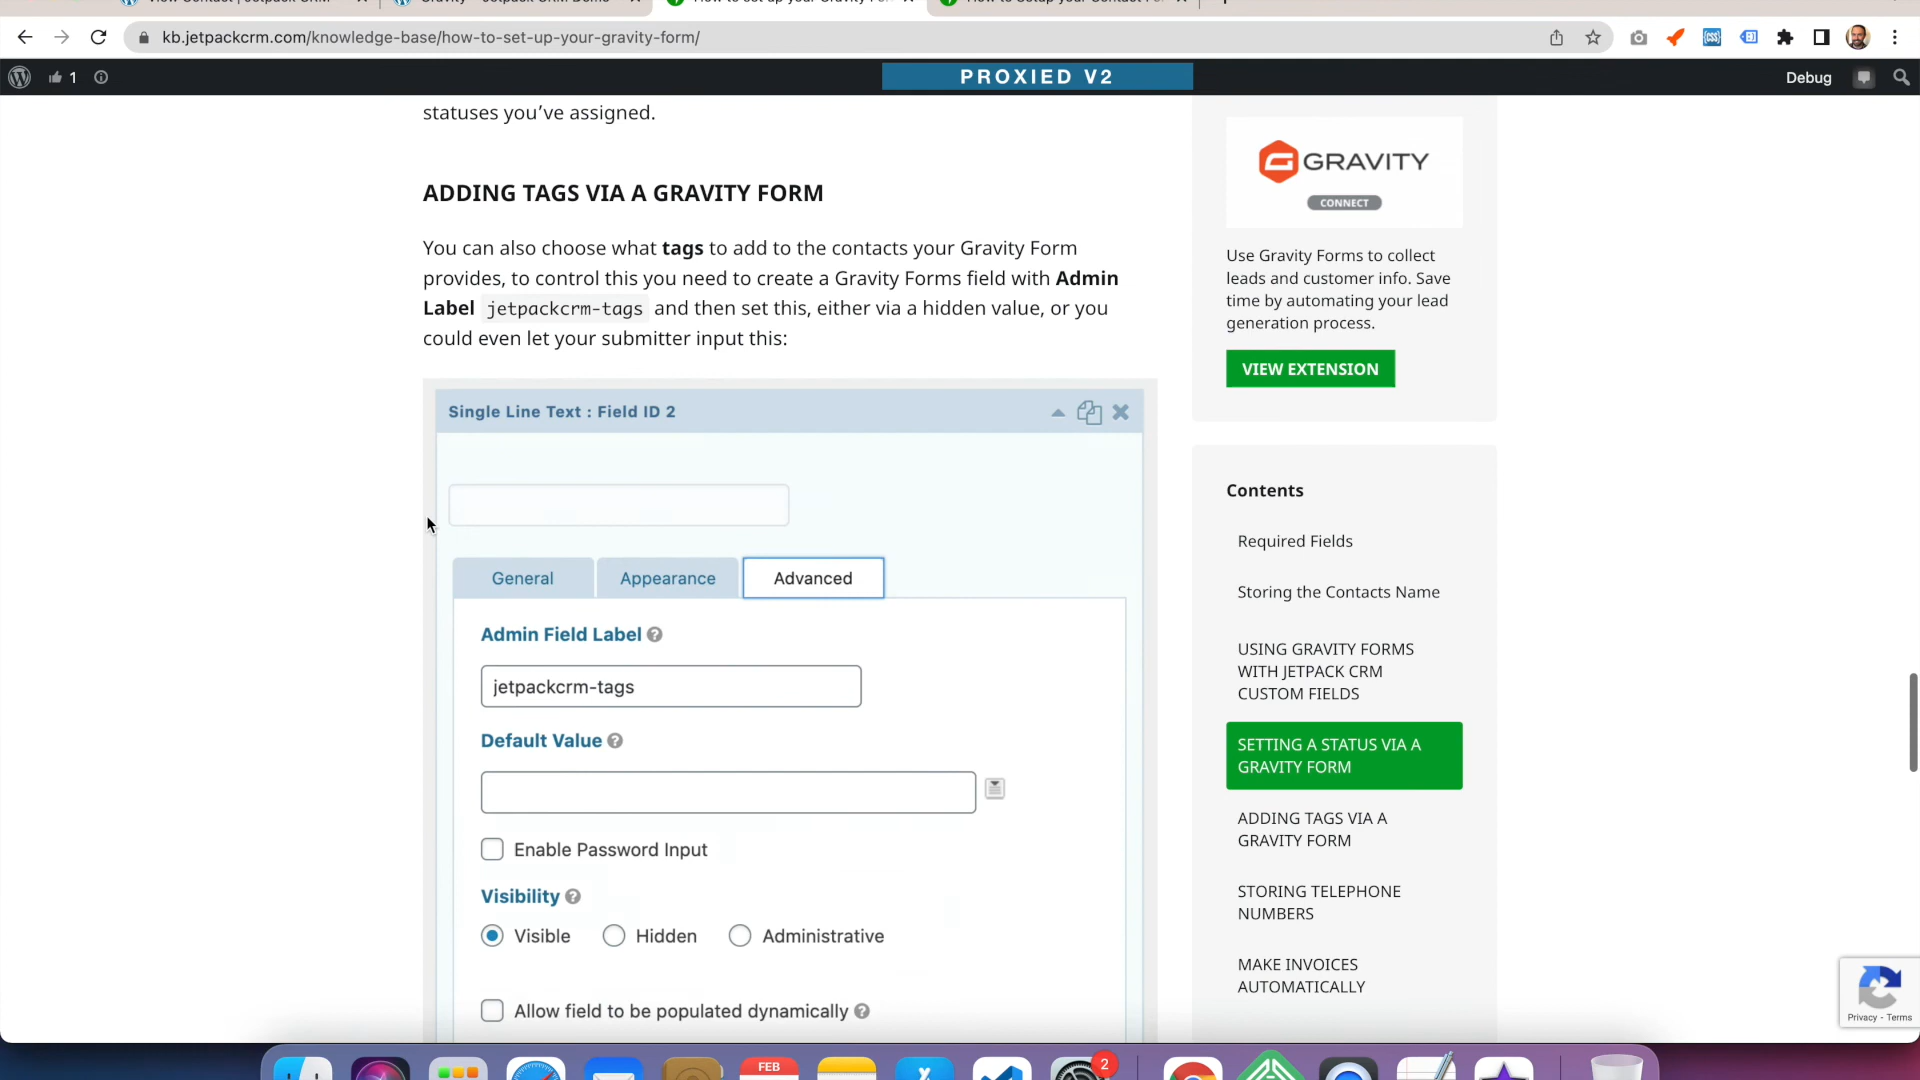 kb.jetpackcrm.com/knowledge-base/how-to-set-up-your-gravity-form/
1
PROXIED V2
Debug
statuses you've assigned.
ADDING TAGS VIA A GRAVITY FORM
You can also choose what tags to add to the contacts your Gravity Form
provides, to control this you need to create a Gravity Forms field with Admin
Label jetpackcrm-tags and then set this, either via a hidden value, or you
could even let your submitter input this:
Single Line Text : Field ID 2
General
Appearance
Advanced
Admin Field Label
jetpackcrm-tags
Default Value
Enable Password Input
Visibility
Visible
Hidden
Administrative
Allow field to be populated dynamically
GRAVITY
CONNECT
Use Gravity Forms to collect
leads and customer info. Save
time by automating your lead
generation process.
VIEW EXTENSION
Contents
Required Fields
Storing the Contacts Name
USING GRAVITY FORMS
WITH JETPACK CRM
CUSTOM FIELDS
SETTING A STATUS VIA A
GRAVITY FORM
ADDING TAGS VIA A
GRAVITY FORM
STORING TELEPHONE
NUMBERS
MAKE INVOICES
AUTOMATICALLY
Privacy - Terms
FEB
2